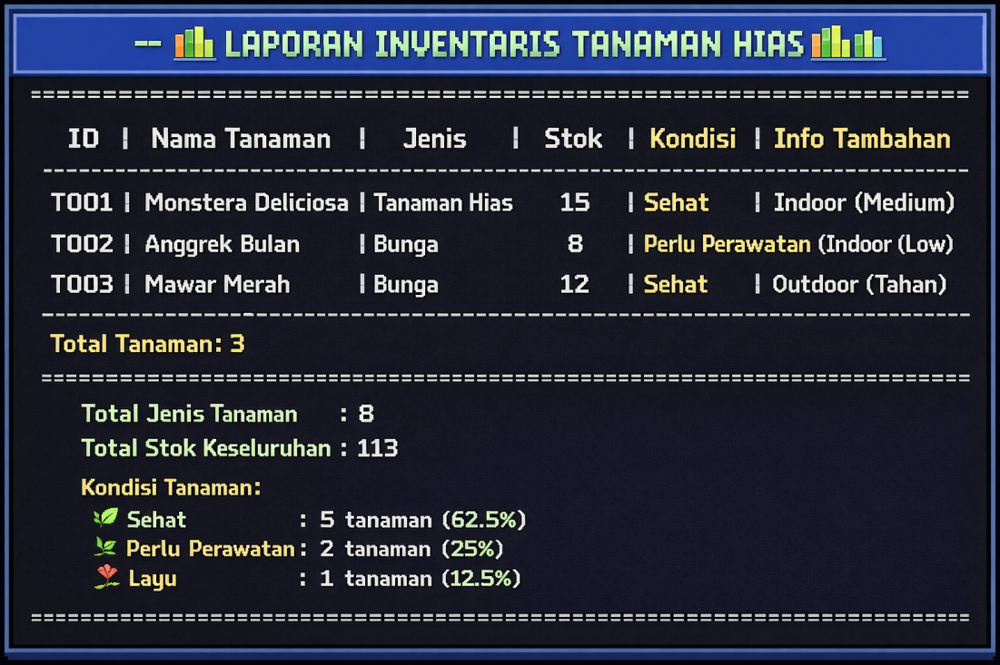 -- LAPORAN INVENTARIS TANAMAN HIAS
================================================================
ID | Nama Tanaman | Jenis | Stok | Kondisi | Info Tambahan
----------------------------------------------------------------
T001 | Monstera Deliciosa | Tanaman Hias 15 | Sehat | Indoor (Medium)
T002 | Anggrek Bulan | Bunga 8 | Perlu Perawatan (Indoor (Low)
T003 | Mawar Merah | Bunga 12 | Sehat | Outdoor (Tahan)
----------------------------------------------------------------
Total Tanaman: 3
================================================================
Total Jenis Tanaman : 8
Total Stok Keseluruhan : 113
Kondisi Tanaman:
Sehat : 5 tanaman (62.5%)
Perlu Perawatan : 2 tanaman (25%)
Layu : 1 tanaman (12.5%)
================================================================